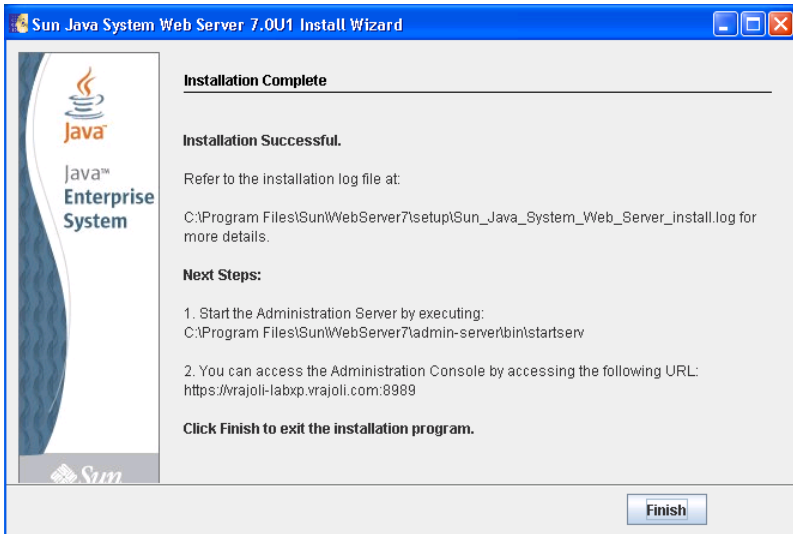 Sun Java System Web Server 7.0U1 Install Wizard
Java™
Java™
Enterprise
System
Sun
Installation Complete
Installation Successful.
Refer to the installation log file at:
C:\Program Files\Sun\WebServer7\setup\Sun_Java_System_Web_Server_install.log for
more details.
Next Steps:
1. Start the Administration Server by executing:
C:\Program Files\Sun\WebServer7\admin-server\bin\startserv
2. You can access the Administration Console by accessing the following URL:
https://vrajoli-labxp.vrajoli.com:8989
Click Finish to exit the installation program.
Finish